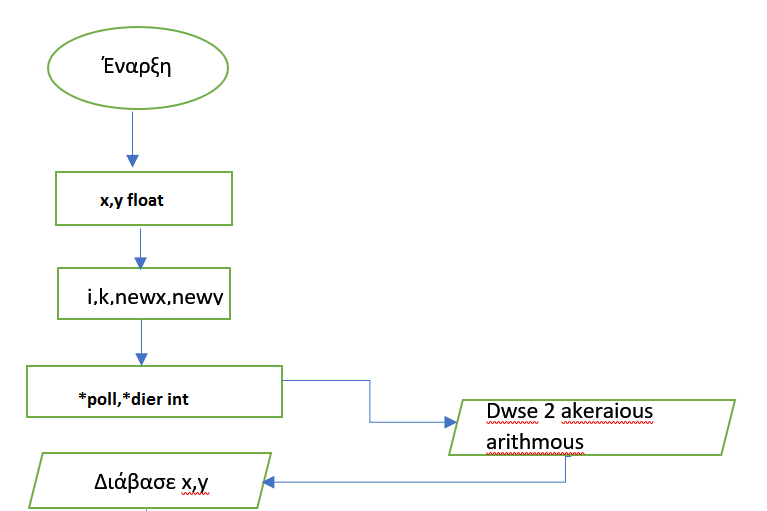 Έναρξη
x,y float
i,k,newx,newy
*poll,*dier int
Dwse 2 akeraious
arithmous
Διάβασε x,y